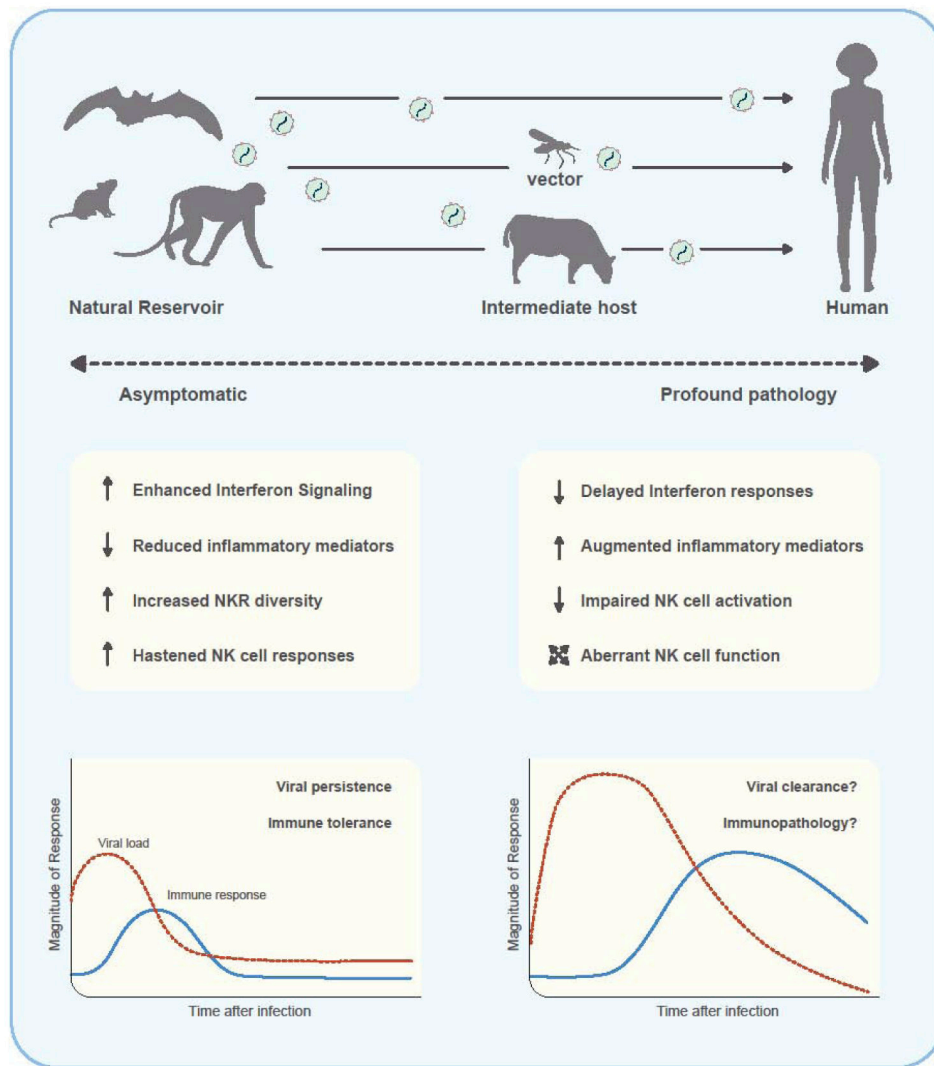 vector
Natural Reservoir
Intermediate host
Human
Asymptomatic
Profound pathology
Enhanced Interferon Signaling
Reduced inflammatory mediators
Increased NKR diversity
Hastened NK cell responses
Delayed Interferon responses
Augmented inflammatory mediators
Impaired NK cell activation
Aberrant NK cell function
Magnitude of Response
Viral persistence
Immune tolerance
Viral load
Immune response
Time after infection
Magnitude of Response
Viral clearance?
Immunopathology?
Time after infection